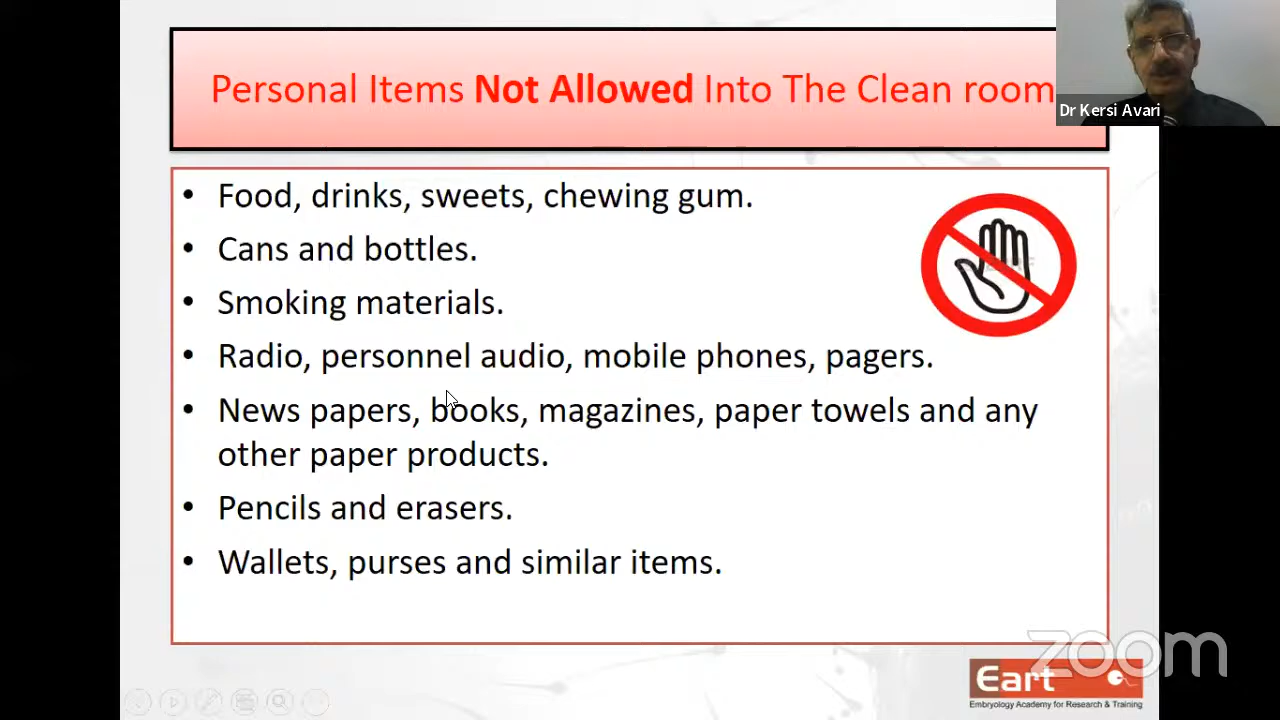 Personal Items Not Allowed Into The Clean room
Dr Kersi Avari
• Food, drinks, sweets, chewing gum.
• Cans and bottles.
• Smoking materials.
• Radio, personnel audio, mobile phones, pagers.
• News papers, books, magazines, paper towels and any
other paper products.
• Pencils and erasers.
• Wallets, purses and similar items.
zoom
Eart
Embryology Academy for Research & Training